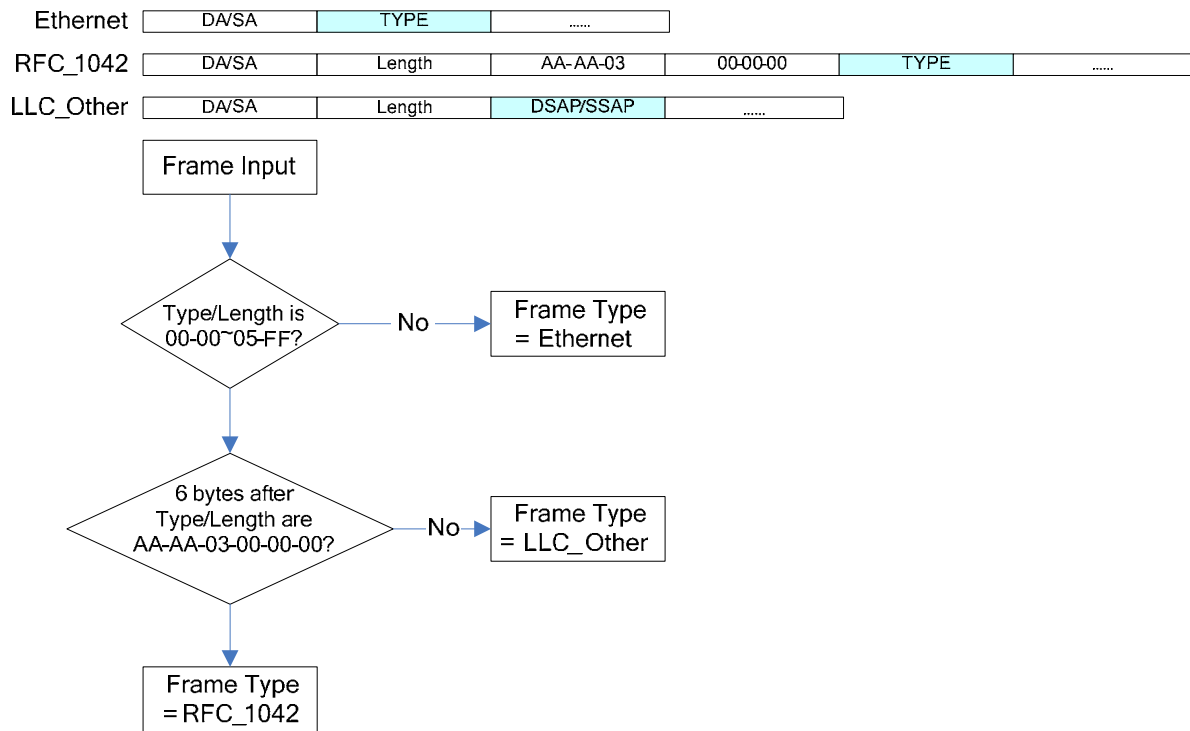 Ethernet DA/SA TYPE ......
RFC_1042 DA/SA Length AA-AA-03 00-00-00 TYPE ......
LLC_Other DA/SA Length DSAP/SSAP ......
Frame Input
Type/Length is
00-00~05-FF?
No
Frame Type
= Ethernet
6 bytes after
Type/Length are
AA-AA-03-00-00-00?
No
Frame Type
= LLC_Other
Frame Type
= RFC_1042